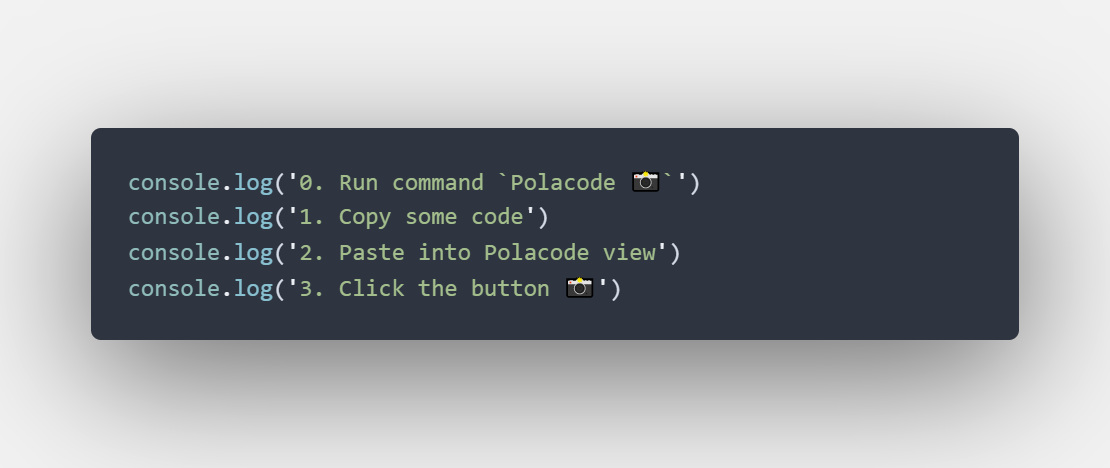 console.log('0. Run command `Polacode 📸`')
console.log('1. Copy some code')
console.log('2. Paste into Polacode view')
console.log('3. Click the button 📸')